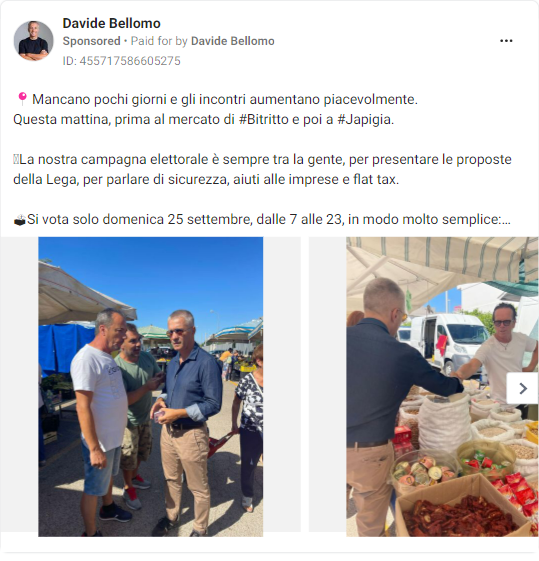 Davide Bellomo
Sponsored • Paid for by Davide Bellomo
ID: 455717586605275
📍 Mancano pochi giorni e gli incontri aumentano piacevolmente.
Questa mattina, prima al mercato di #Bitritto e poi a #Japigia.
La nostra campagna elettorale è sempre tra la gente, per presentare le proposte
della Lega, per parlare di sicurezza, aiuti alle imprese e flat tax.
🗳Si vota solo domenica 25 settembre, dalle 7 alle 23, in modo molto semplice:...